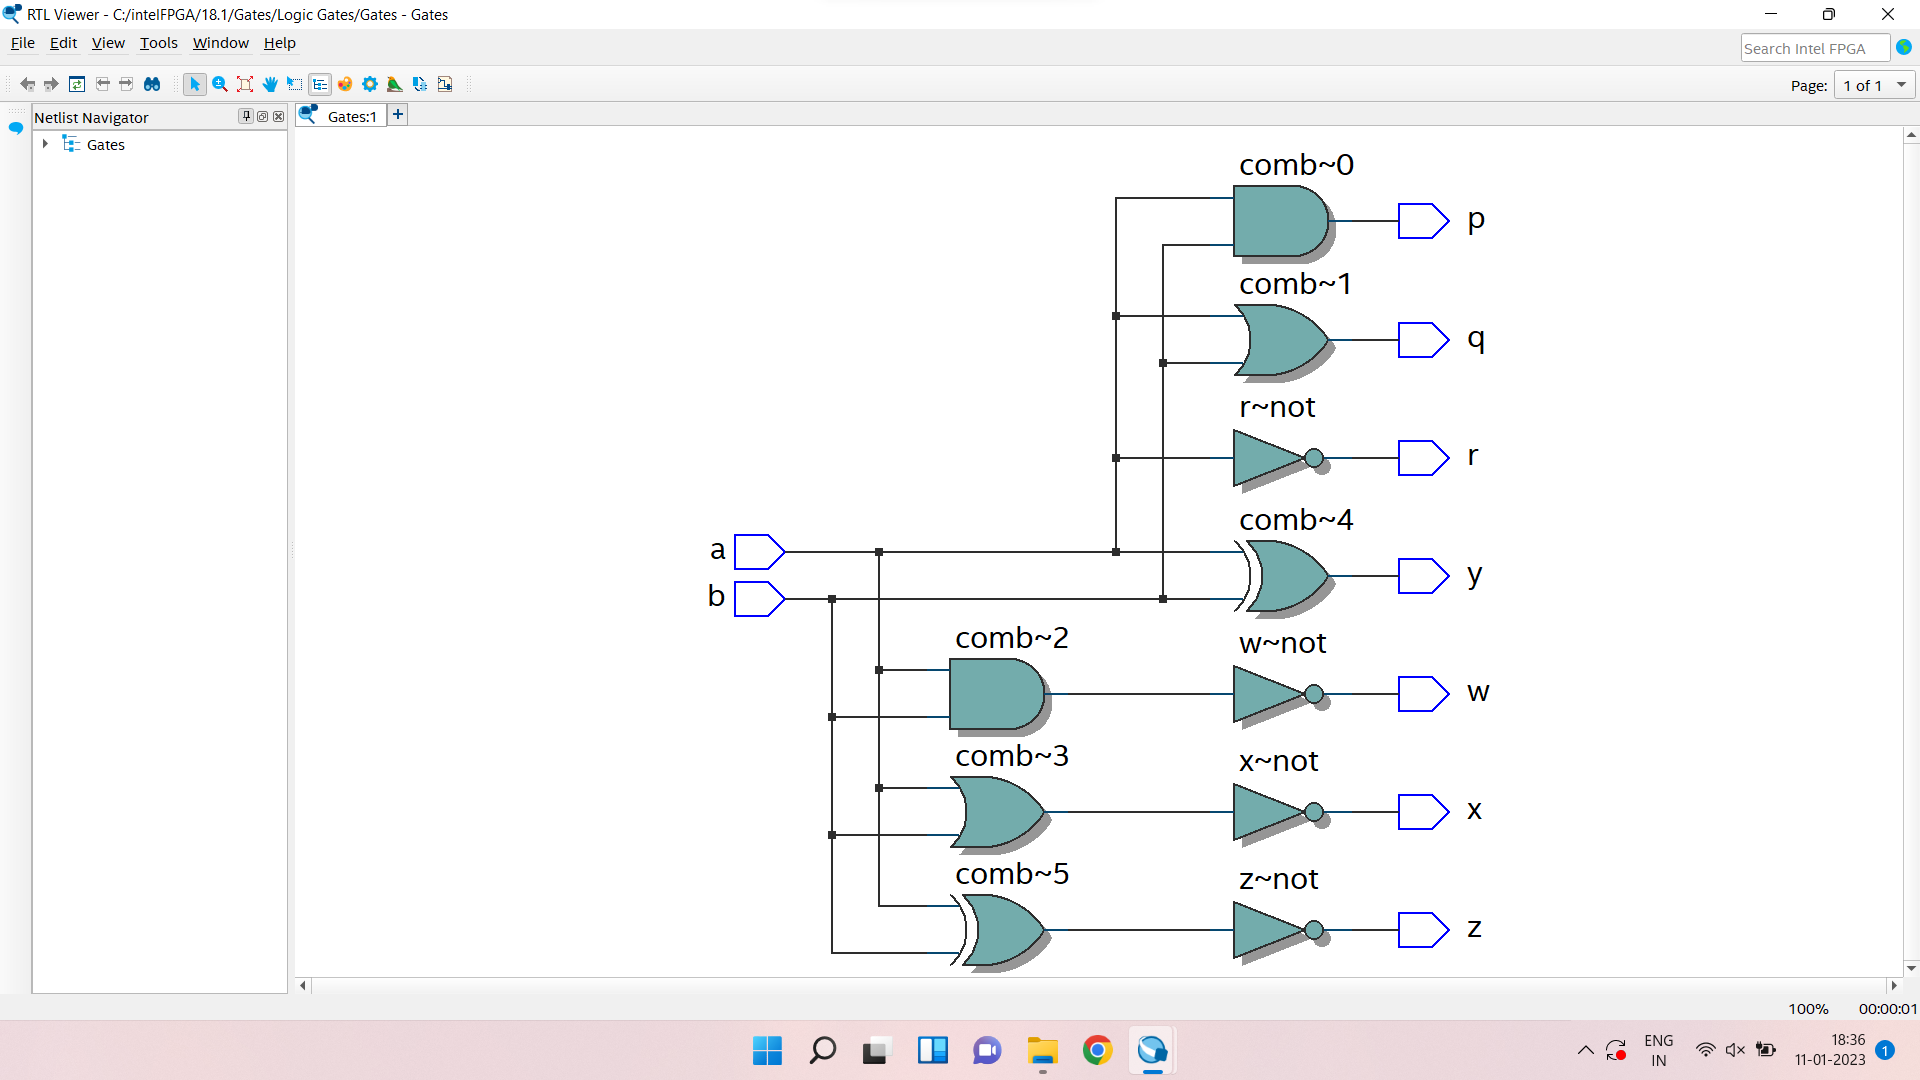 RTL Viewer - C:/intelFPGA/18.1/Gates/Logic Gates/Gates - Gates
File Edit View Tools Window Help
Search Intel FPGA
Page: 1 of 1
Netlist Navigator
Gates:1
+
Gates
comb~0
p
comb~1
q
r~not
r
comb~4
a
y
b
comb~2
w~not
w
comb~3
x~not
x
comb~5
z~not
z
100% 00:00:01
ENG
IN
18:36
11-01-2023
1